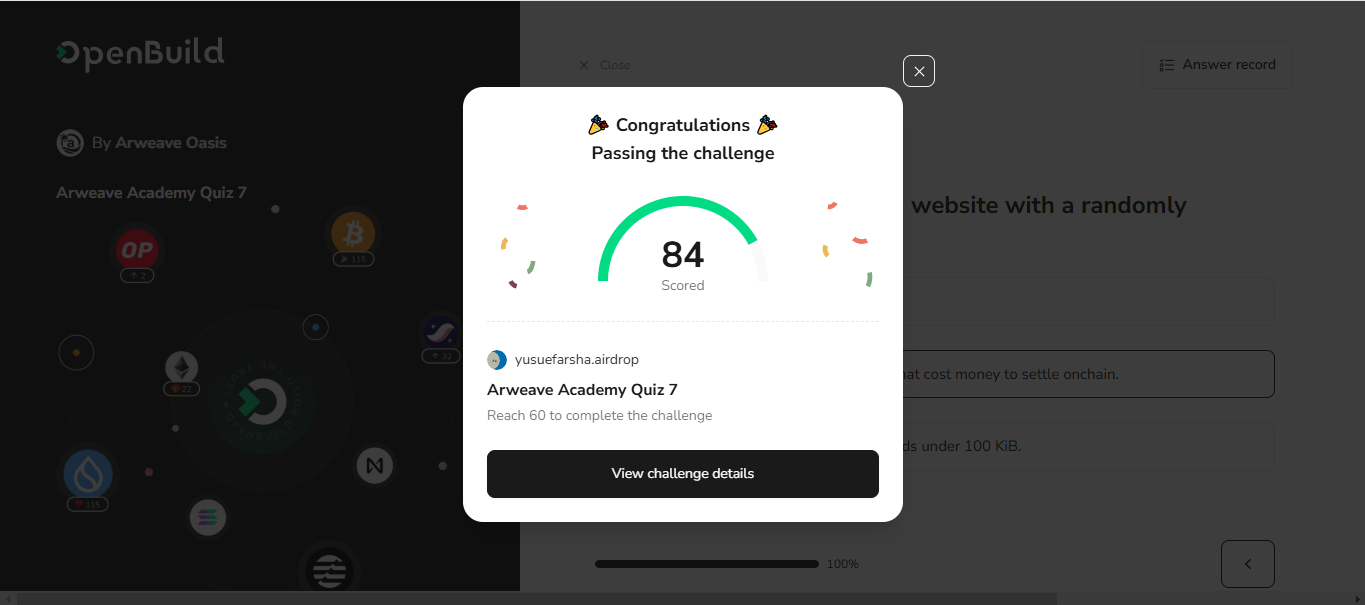 OpenBuild
By Arweave Oasis
Arweave Academy Quiz 7
OP
2
115
22
32
115
Close
Answer record
website with a randomly
hat cost money to settle onchain.
ds under 100 KiB.
100%
Congratulations
Passing the challenge
84
Scored
yusuefarsha.airdrop
Arweave Academy Quiz 7
Reach 60 to complete the challenge
View challenge details